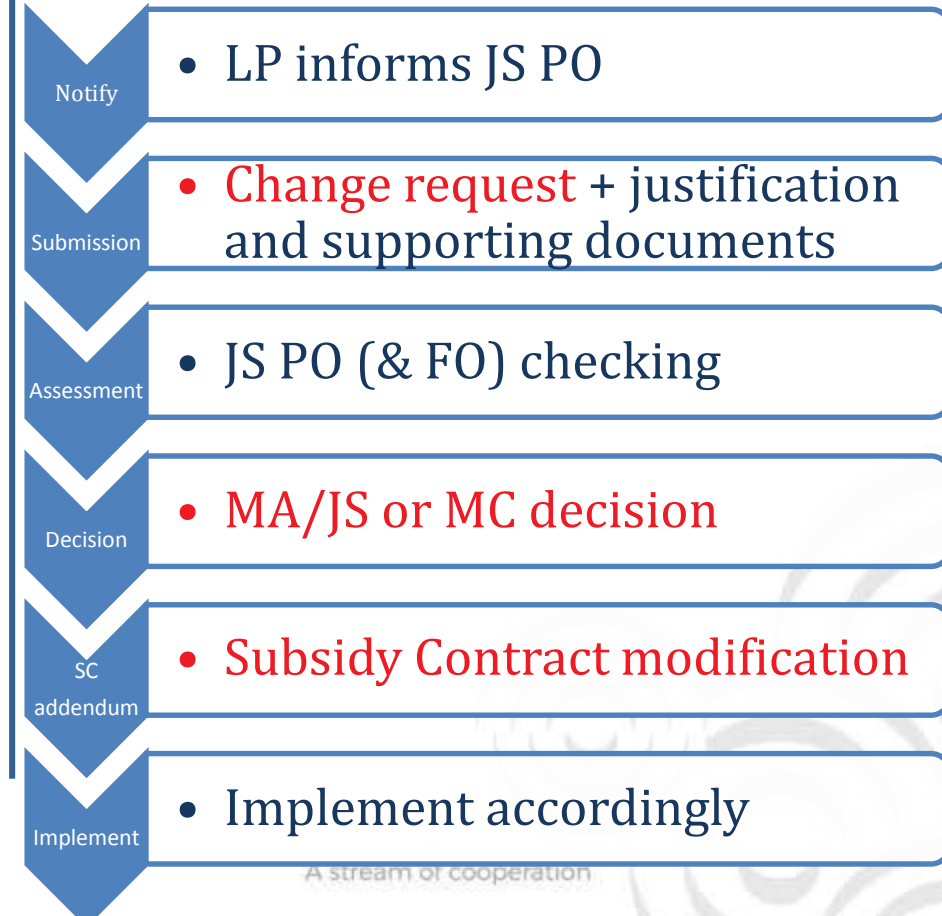 Notify
• LP informs JS PO
Submission
• Change request + justification
and supporting documents
Assessment
• JS PO (& FO) checking
Decision
• MA/JS or MC decision
SC
addendum
• Subsidy Contract modification
Implement
• Implement accordingly
A stream of cooperation